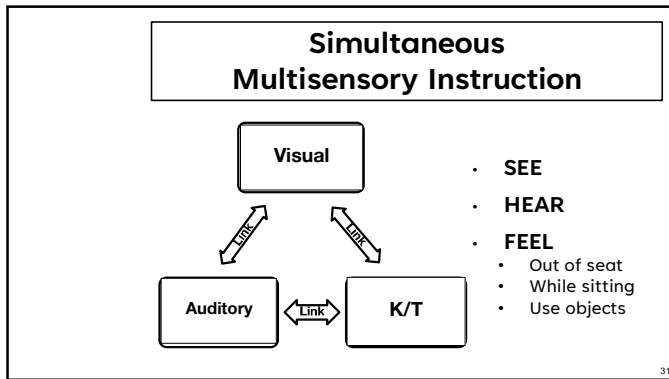 Simultaneous
Multisensory Instruction
Visual
Link
Link
Auditory
Link
K/T
• SEE
• HEAR
• FEEL
• Out of seat
• While sitting
• Use objects
31